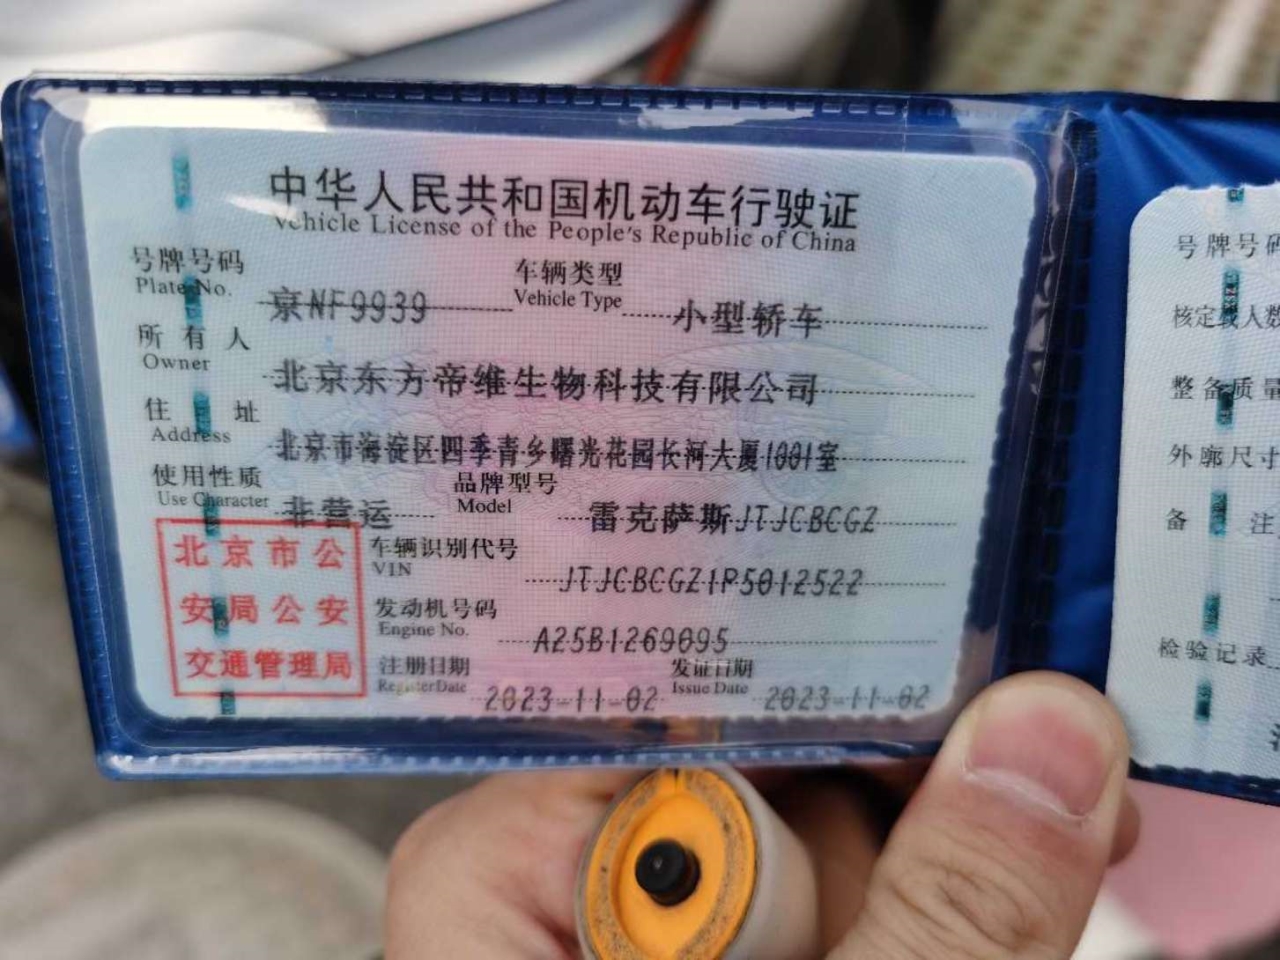 中华人民共和国机动车行驶证
Vehicle License of the People's Republic of China
号牌号码 京NF9939 车辆类型 小型轿车
Plate No. Vehicle Type
所有人 北京东方帝维生物科技有限公司
Owner
住址 北京市海淀区四季青乡曙光花园长河大厦1001室
Address
使用性质 非营运 品牌型号 雷克萨斯JTJCBCGZ
Use Character Model
北京市公
安局公安
交通管理局
车辆识别代号 JTJCBCGZ1P5012522
VIN
发动机号码 A25B1269095
Engine No.
注册日期 2023-11-02 发证日期 2023-11-02
Register Date Issue Date
号牌号码
核定载人数
整备质量
外廓尺寸
备 注
检验记录